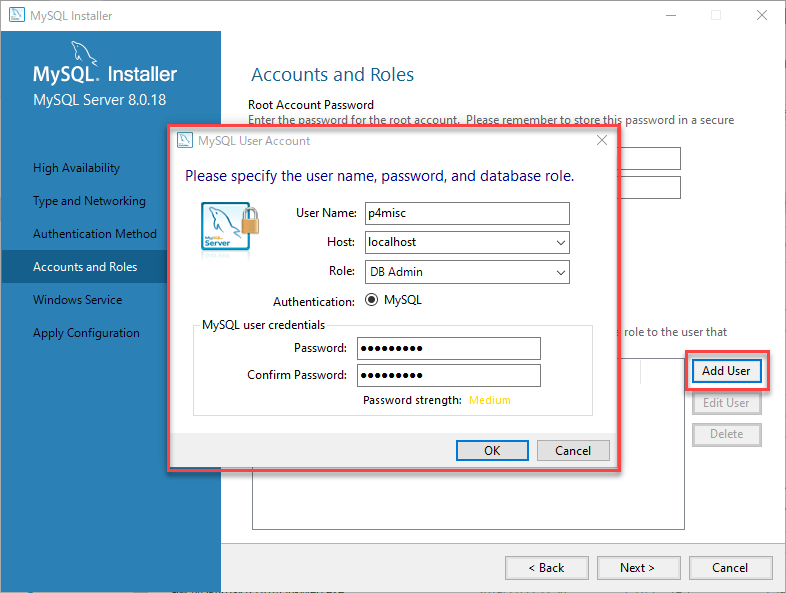 MySQL Installer
MySQL. Installer
MySQL Server 8.0.18
High Availability
Type and Networking
Authentication Method
Accounts and Roles
Windows Service
Apply Configuration
Accounts and Roles
Root Account Password
Enter the password for the root account. Please remember to store this password in a secure
MySQL User Account
Please specify the user name, password, and database role.
MySQL
Server
User Name: p4misc
Host: localhost
Role: DB Admin
Authentication: MySQL
MySQL user credentials
Password: ●●●●●●●●●
Confirm Password: ●●●●●●●●●
Password strength: Medium
OK Cancel
role to the user that
Add User
Edit User
Delete
< Back Next > Cancel